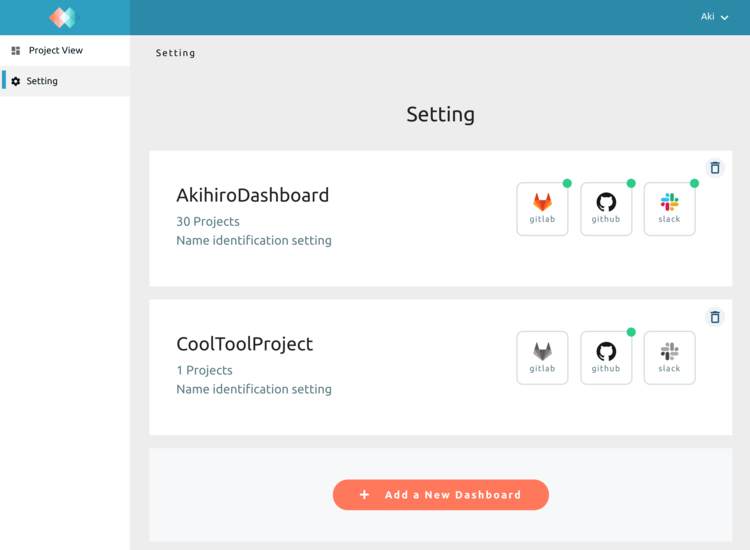 Aki
Project View
Setting
Setting
Setting
AkihiroDashboard
30 Projects
Name identification setting
gitlab
github
slack
CoolToolProject
1 Projects
Name identification setting
gitlab
github
slack
+ Add a New Dashboard